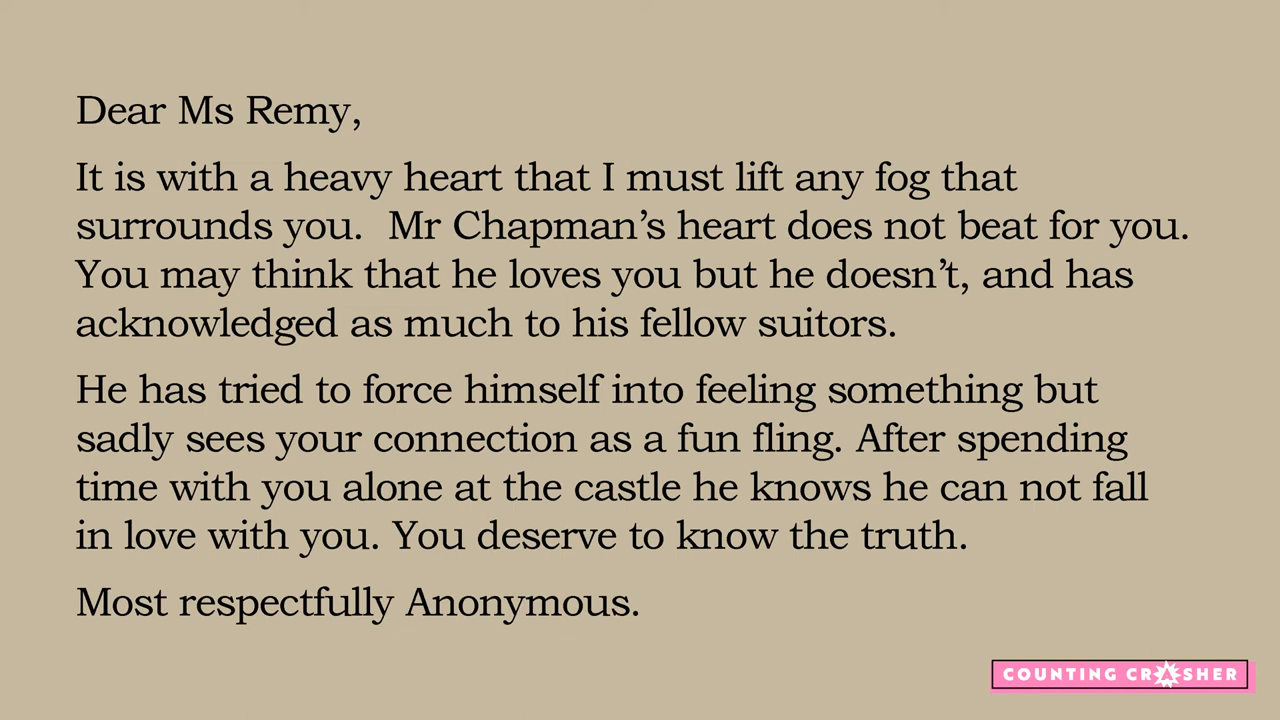 Dear Ms Remy,
It is with a heavy heart that I must lift any fog that
surrounds you.  Mr Chapman’s heart does not beat for you.
You may think that he loves you but he doesn’t, and has
acknowledged as much to his fellow suitors.
He has tried to force himself into feeling something but
sadly sees your connection as a fun fling. After spending
time with you alone at the castle he knows he can not fall
in love with you. You deserve to know the truth.
Most respectfully Anonymous.
COUNTING CRASHER